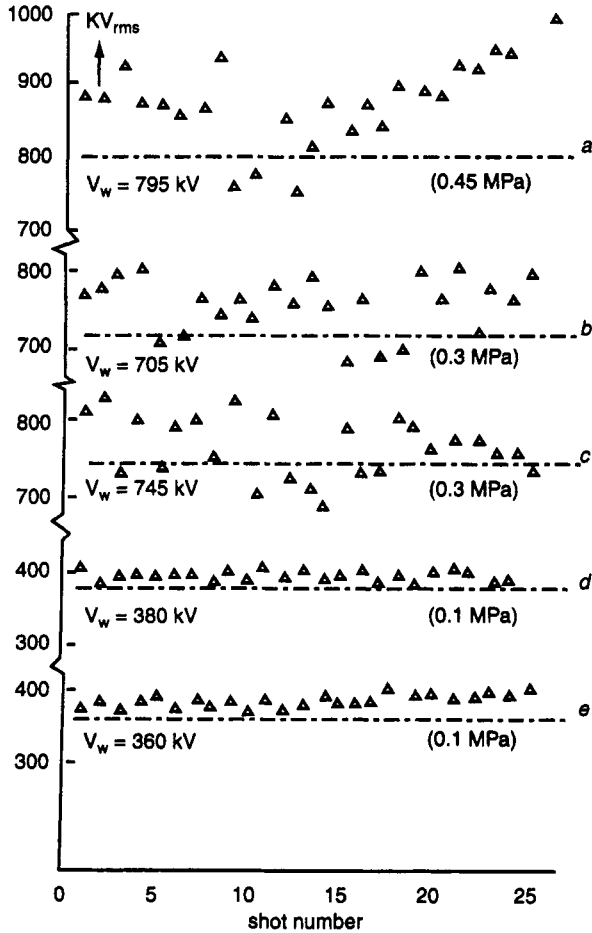 1000
KVrms
900
800
a
Vw = 795 kV (0.45 MPa)
700
800
b
700
Vw = 705 kV (0.3 MPa)
800
c
Vw = 745 kV (0.3 MPa)
700
400
d
Vw = 380 kV (0.1 MPa)
300
400
e
Vw = 360 kV (0.1 MPa)
300
0 5 10 15 20 25
shot number